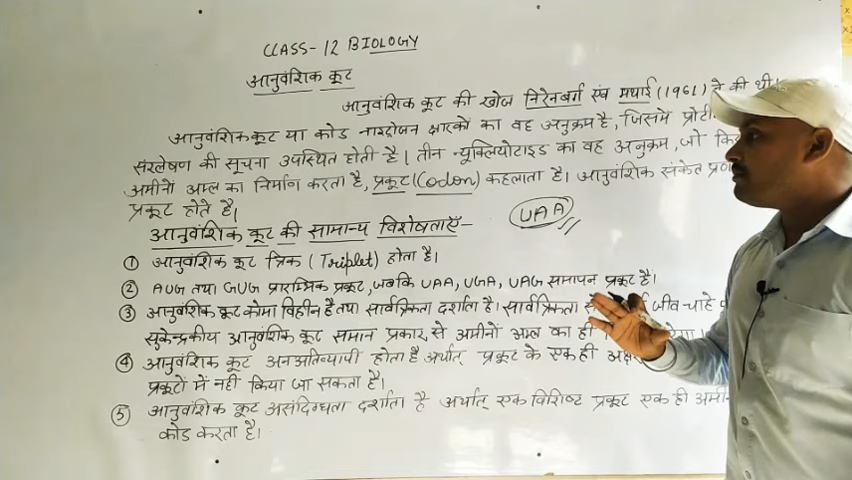 CLASS- 12 BIOLOGY
आनुवंशिक कूट
आनुवंशिक कूट की खोज निरेनबर्ग एवं मथाई (1961) ने की थी।
आनुवंशिक कूट या कोड नाइट्रोजन क्षारकों का वह अनुक्रम है, जिसमें प्रोटी
संश्लेषण की सूचना उपस्थित होती है। तीन न्यूक्लियोटाइड का वह अनुक्रम, जो
अमीनों अम्ल का निर्माण करता है, प्रकूट (Codon) कहलाता है। आनुवंशिक संकेत
प्रकूट होते है।
UAA
आनुवंशिक कूट की सामान्य विशेषताएँ-
① आनुवंशिक कूट त्रिक (Triplet) होता है।
② AUG तथा GUG प्रारम्भिक प्रकूट, जबकि UAA, UGA, UAG समापन प्रकूट है।
③ आनुवंशिक कूट कोमा विहीन है तथा सार्वत्रिकता दर्शाता है। सार्वत्रिकता जीव-चाहे
सुकेन्द्रकीय आनुवंशिक कूट समान प्रकार से अमीनों अम्ल का ही
④ आनुवंशिक कूट अनअतिव्यापी होता है अर्थात् प्रकूट के एक ही
प्रकूटों में नहीं किया जा सकता है।
⑤ आनुवंशिक कूट असंदिग्धता दर्शाता है अर्थात् एक विशिष्ट प्रकूट एक ही अमीन
कोड करता है।